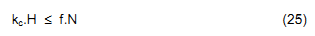 kc.H ≤ f.N (25)